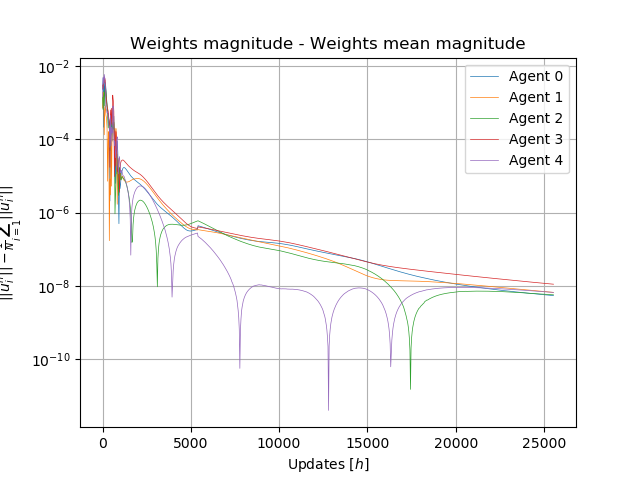 Weights magnitude - Weights mean magnitude
10⁻²
10⁻⁴
10⁻⁶
10⁻⁸
10⁻¹⁰
Agent 0
Agent 1
Agent 2
Agent 3
Agent 4
0
5000
10000
15000
20000
25000
Updates [h]